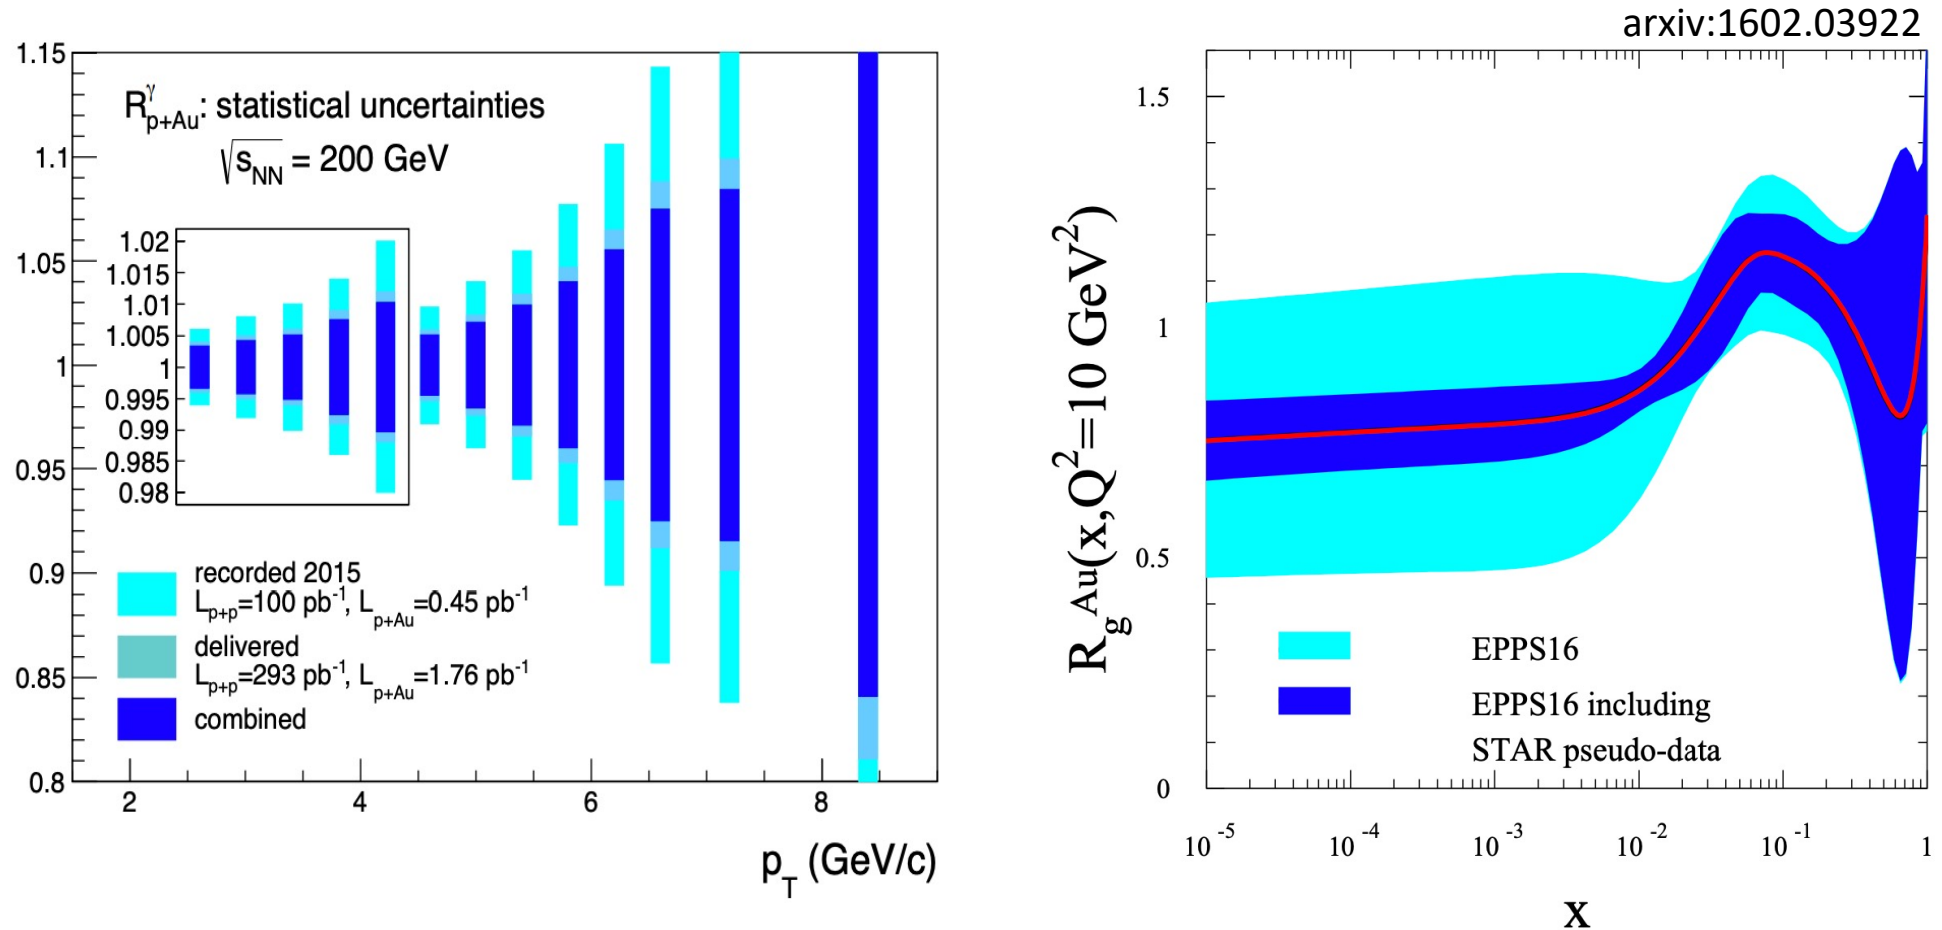 arxiv:1602.03922
1.15
1.1
1.05
1
0.95
0.9
0.85
0.8
R^γ_p+Au: statistical uncertainties
√s_NN = 200 GeV
1.02
1.015
1.01
1.005
1
0.995
0.99
0.985
0.98
recorded 2015
L_p+p=100 pb^-1, L_p+Au=0.45 pb^-1
delivered
L_p+p=293 pb^-1, L_p+Au=1.76 pb^-1
combined
2 4 6 8
p_T (GeV/c)
R_g^Au(x,Q^2=10 GeV^2)
1.5
1
0.5
0
EPPS16
EPPS16 including
STAR pseudo-data
10^-5 10^-4 10^-3 10^-2 10^-1 1
x